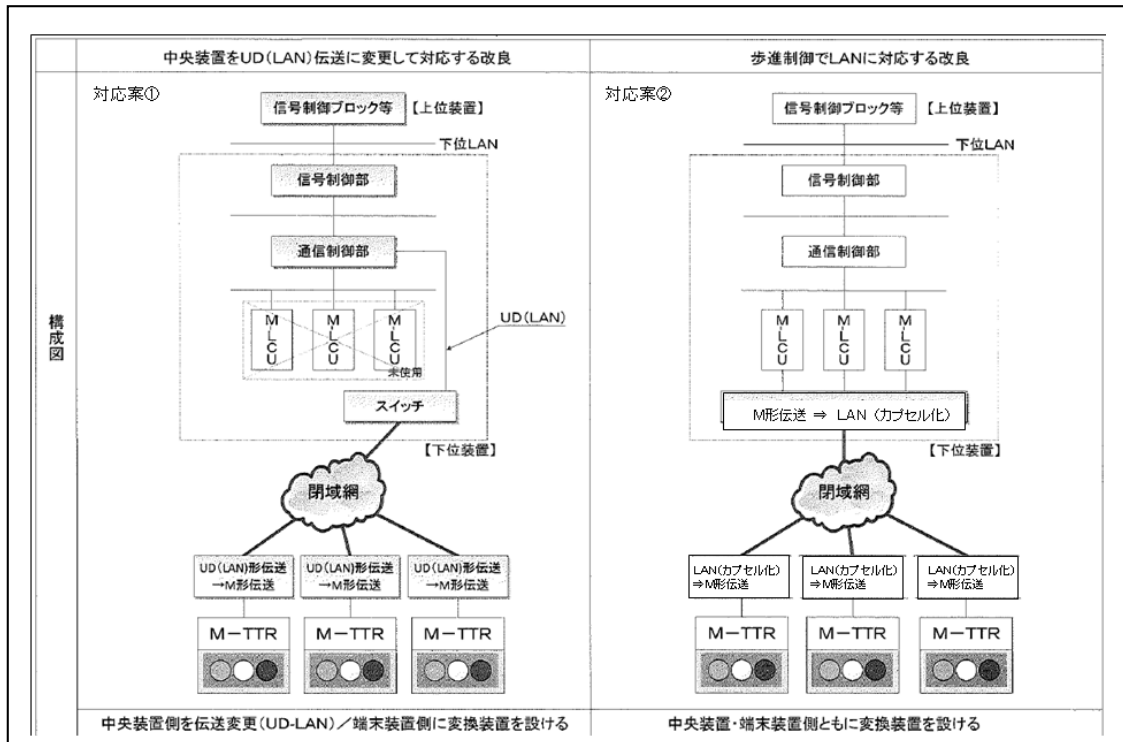 中央装置をUD(LAN)伝送に変更して対応する改良
歩進制御でLANに対応する改良
構成図
対応案①
信号制御ブロック等
【上位装置】
下位LAN
信号制御部
通信制御部
M-LCU
M-LCU
M-LCU
未使用
UD(LAN)
スイッチ
【下位装置】
閉域網
UD(LAN)形伝送
→M形伝送
UD(LAN)形伝送
→M形伝送
UD(LAN)形伝送
→M形伝送
M-TTR
M-TTR
M-TTR
対応案②
信号制御ブロック等
【上位装置】
下位LAN
信号制御部
通信制御部
M-LCU
M-LCU
M-LCU
M形伝送 ⇒ LAN (カプセル化)
【下位装置】
閉域網
LAN(カプセル化)
⇒M形伝送
LAN(カプセル化)
⇒M形伝送
LAN(カプセル化)
⇒M形伝送
M-TTR
M-TTR
M-TTR
中央装置側を伝送変更(UD-LAN)/端末装置側に変換装置を設ける
中央装置・端末装置側ともに変換装置を設ける